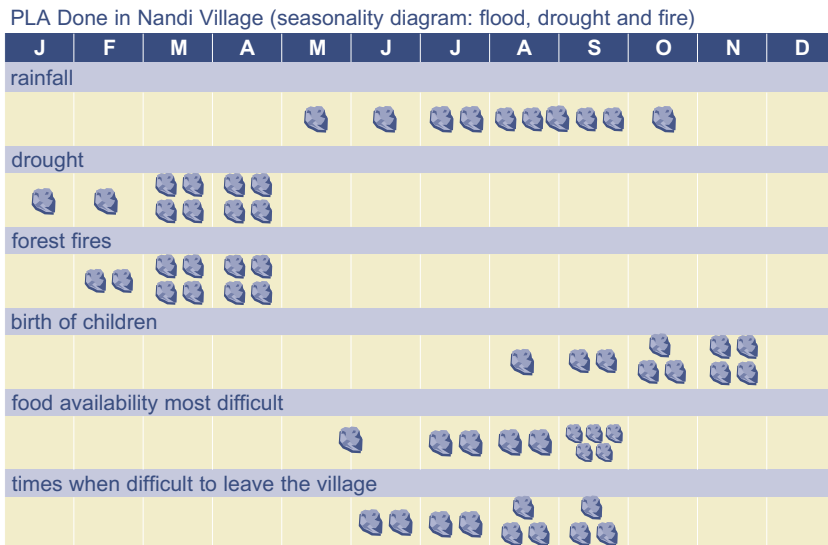 PLA Done in Nandi Village (seasonality diagram: flood, drought and fire)
J F M A M J J A S O N D
rainfall
drought
forest fires
birth of children
food availability most difficult
times when difficult to leave the village